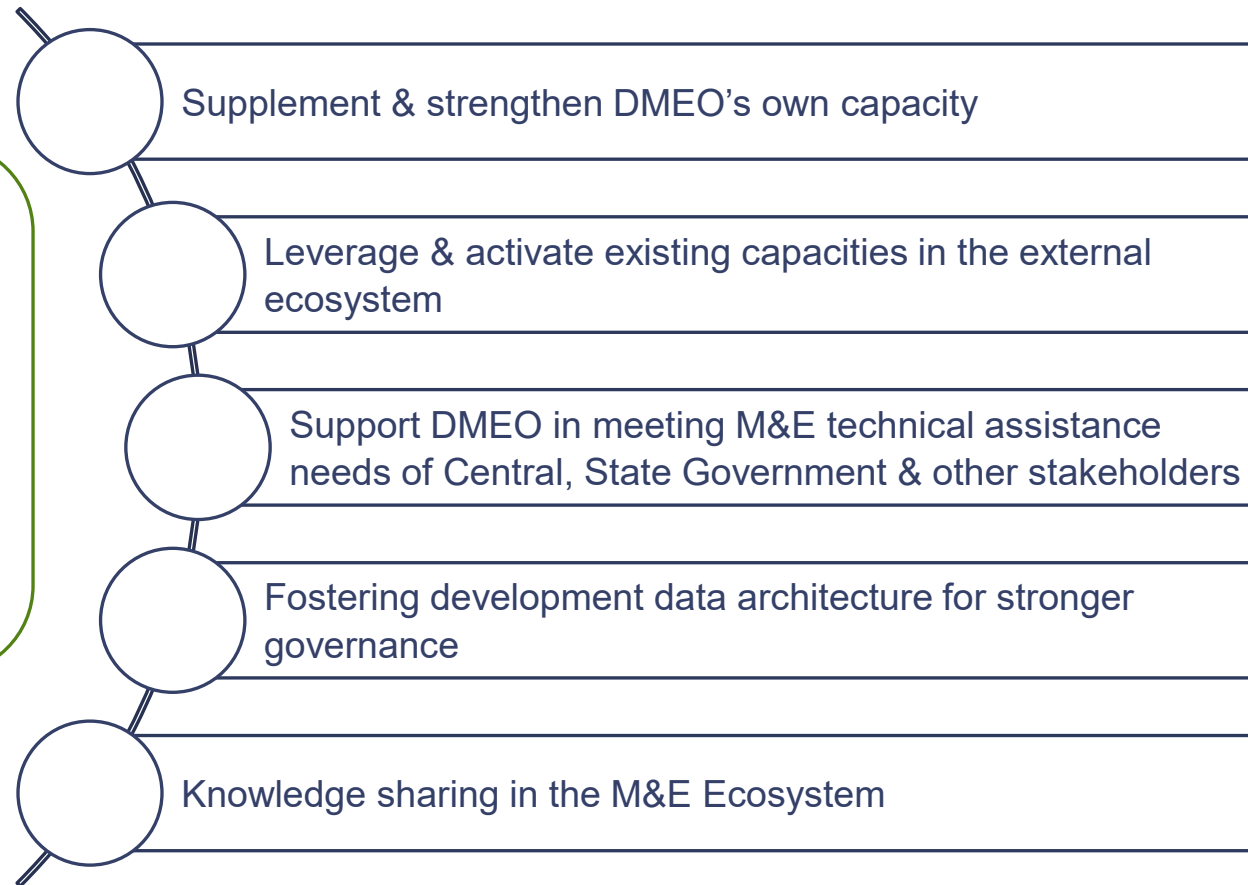 Supplement & strengthen DMEO’s own capacity
Leverage & activate existing capacities in the external
ecosystem
Support DMEO in meeting M&E technical assistance
needs of Central, State Government & other stakeholders
Fostering development data architecture for stronger
governance
Knowledge sharing in the M&E Ecosystem